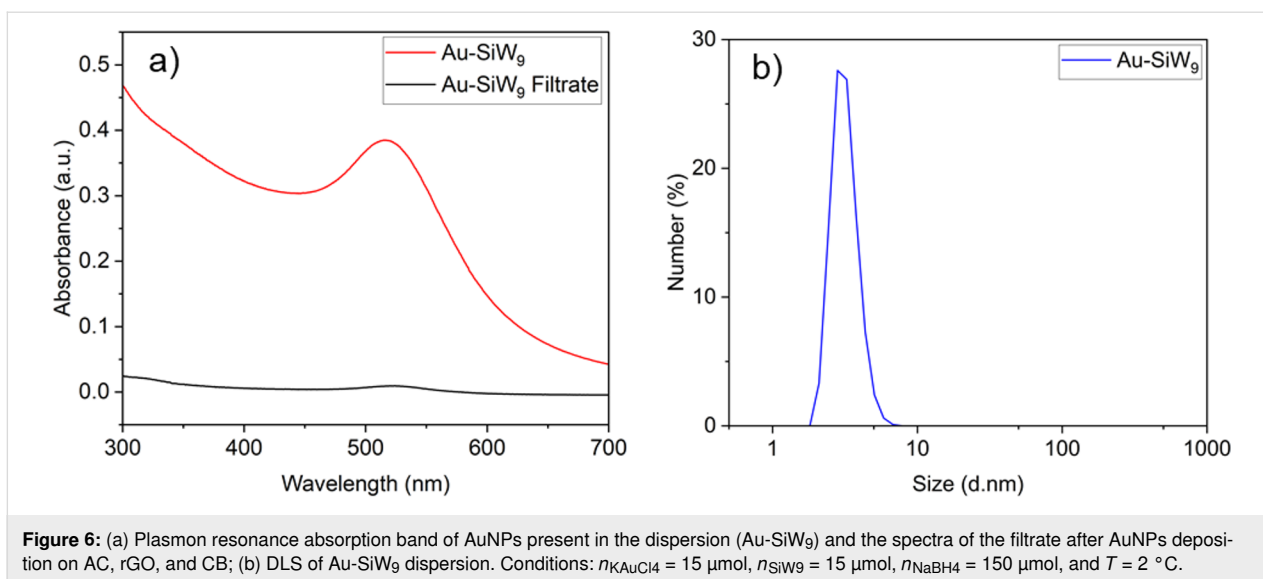 a)
Au-SiW₉
Au-SiW₉ Filtrate
0.5
0.4
0.3
0.2
0.1
0.0
Absorbance (a.u.)
300
400
500
600
700
Wavelength (nm)
b)
Au-SiW₉
30
20
10
0
Number (%)
1
10
100
1000
Size (d.nm)
Figure 6: (a) Plasmon resonance absorption band of AuNPs present in the dispersion (Au-SiW₉) and the spectra of the filtrate after AuNPs deposi-
tion on AC, rGO, and CB; (b) DLS of Au-SiW₉ dispersion. Conditions: nKAuCl4 = 15 μmol, nSiW9 = 15 μmol, nNaBH4 = 150 μmol, and T = 2 °C.